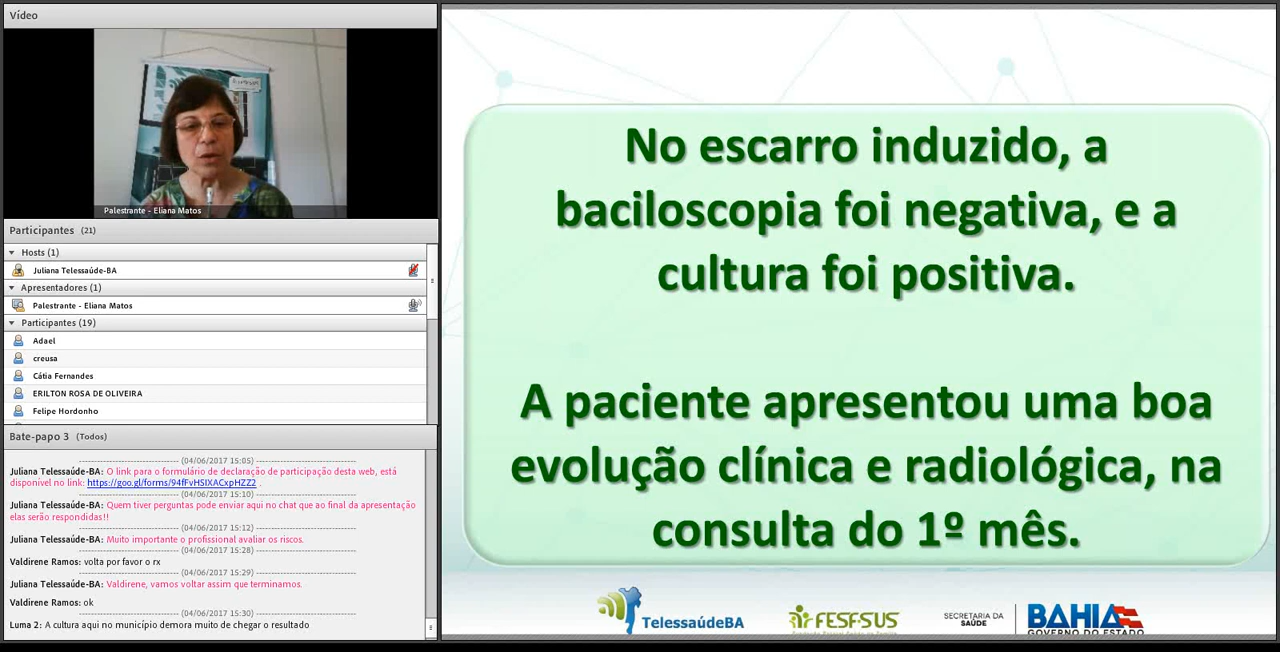 Vídeo
Palestrante - Eliana Matos
Participantes (21)
Hosts (1)
Juliana Telessaúde-BA
Apresentadores (1)
Palestrante - Eliana Matos
Participantes (19)
Adael
creusa
Cátia Fernandes
ERILTON ROSA DE OLIVEIRA
Felipe Hordonho
Bate-papo 3 (Todos)
(04/06/2017 15:05)
Juliana Telessaúde-BA: O link para o formulário de declaração de participação desta web, está
disponível no link: https://goo.gl/forms/94fFvHSIXACxpHZZ2 .
(04/06/2017 15:10)
Juliana Telessaúde-BA: Quem tiver perguntas pode enviar aqui no chat que ao final da apresentação
elas serão respondidas!!
(04/06/2017 15:12)
Juliana Telessaúde-BA: Muito importante o profissional avaliar os riscos.
(04/06/2017 15:28)
Valdirene Ramos: volta por favor o rx
(04/06/2017 15:29)
Juliana Telessaúde-BA: Valdirene, vamos voltar assim que terminamos.
Valdirene Ramos: ok
(04/06/2017 15:30)
Luma 2: A cultura aqui no município demora muito de chegar o resultado
No escarro induzido, a
baciloscopia foi negativa, e a
cultura foi positiva.
A paciente apresentou uma boa
evolução clínica e radiológica, na
consulta do 1º mês.
TelessaúdeBA
FESF-SUS
SECRETARIA DA
SAÚDE
BAHIA
GOVERNO DO ESTADO